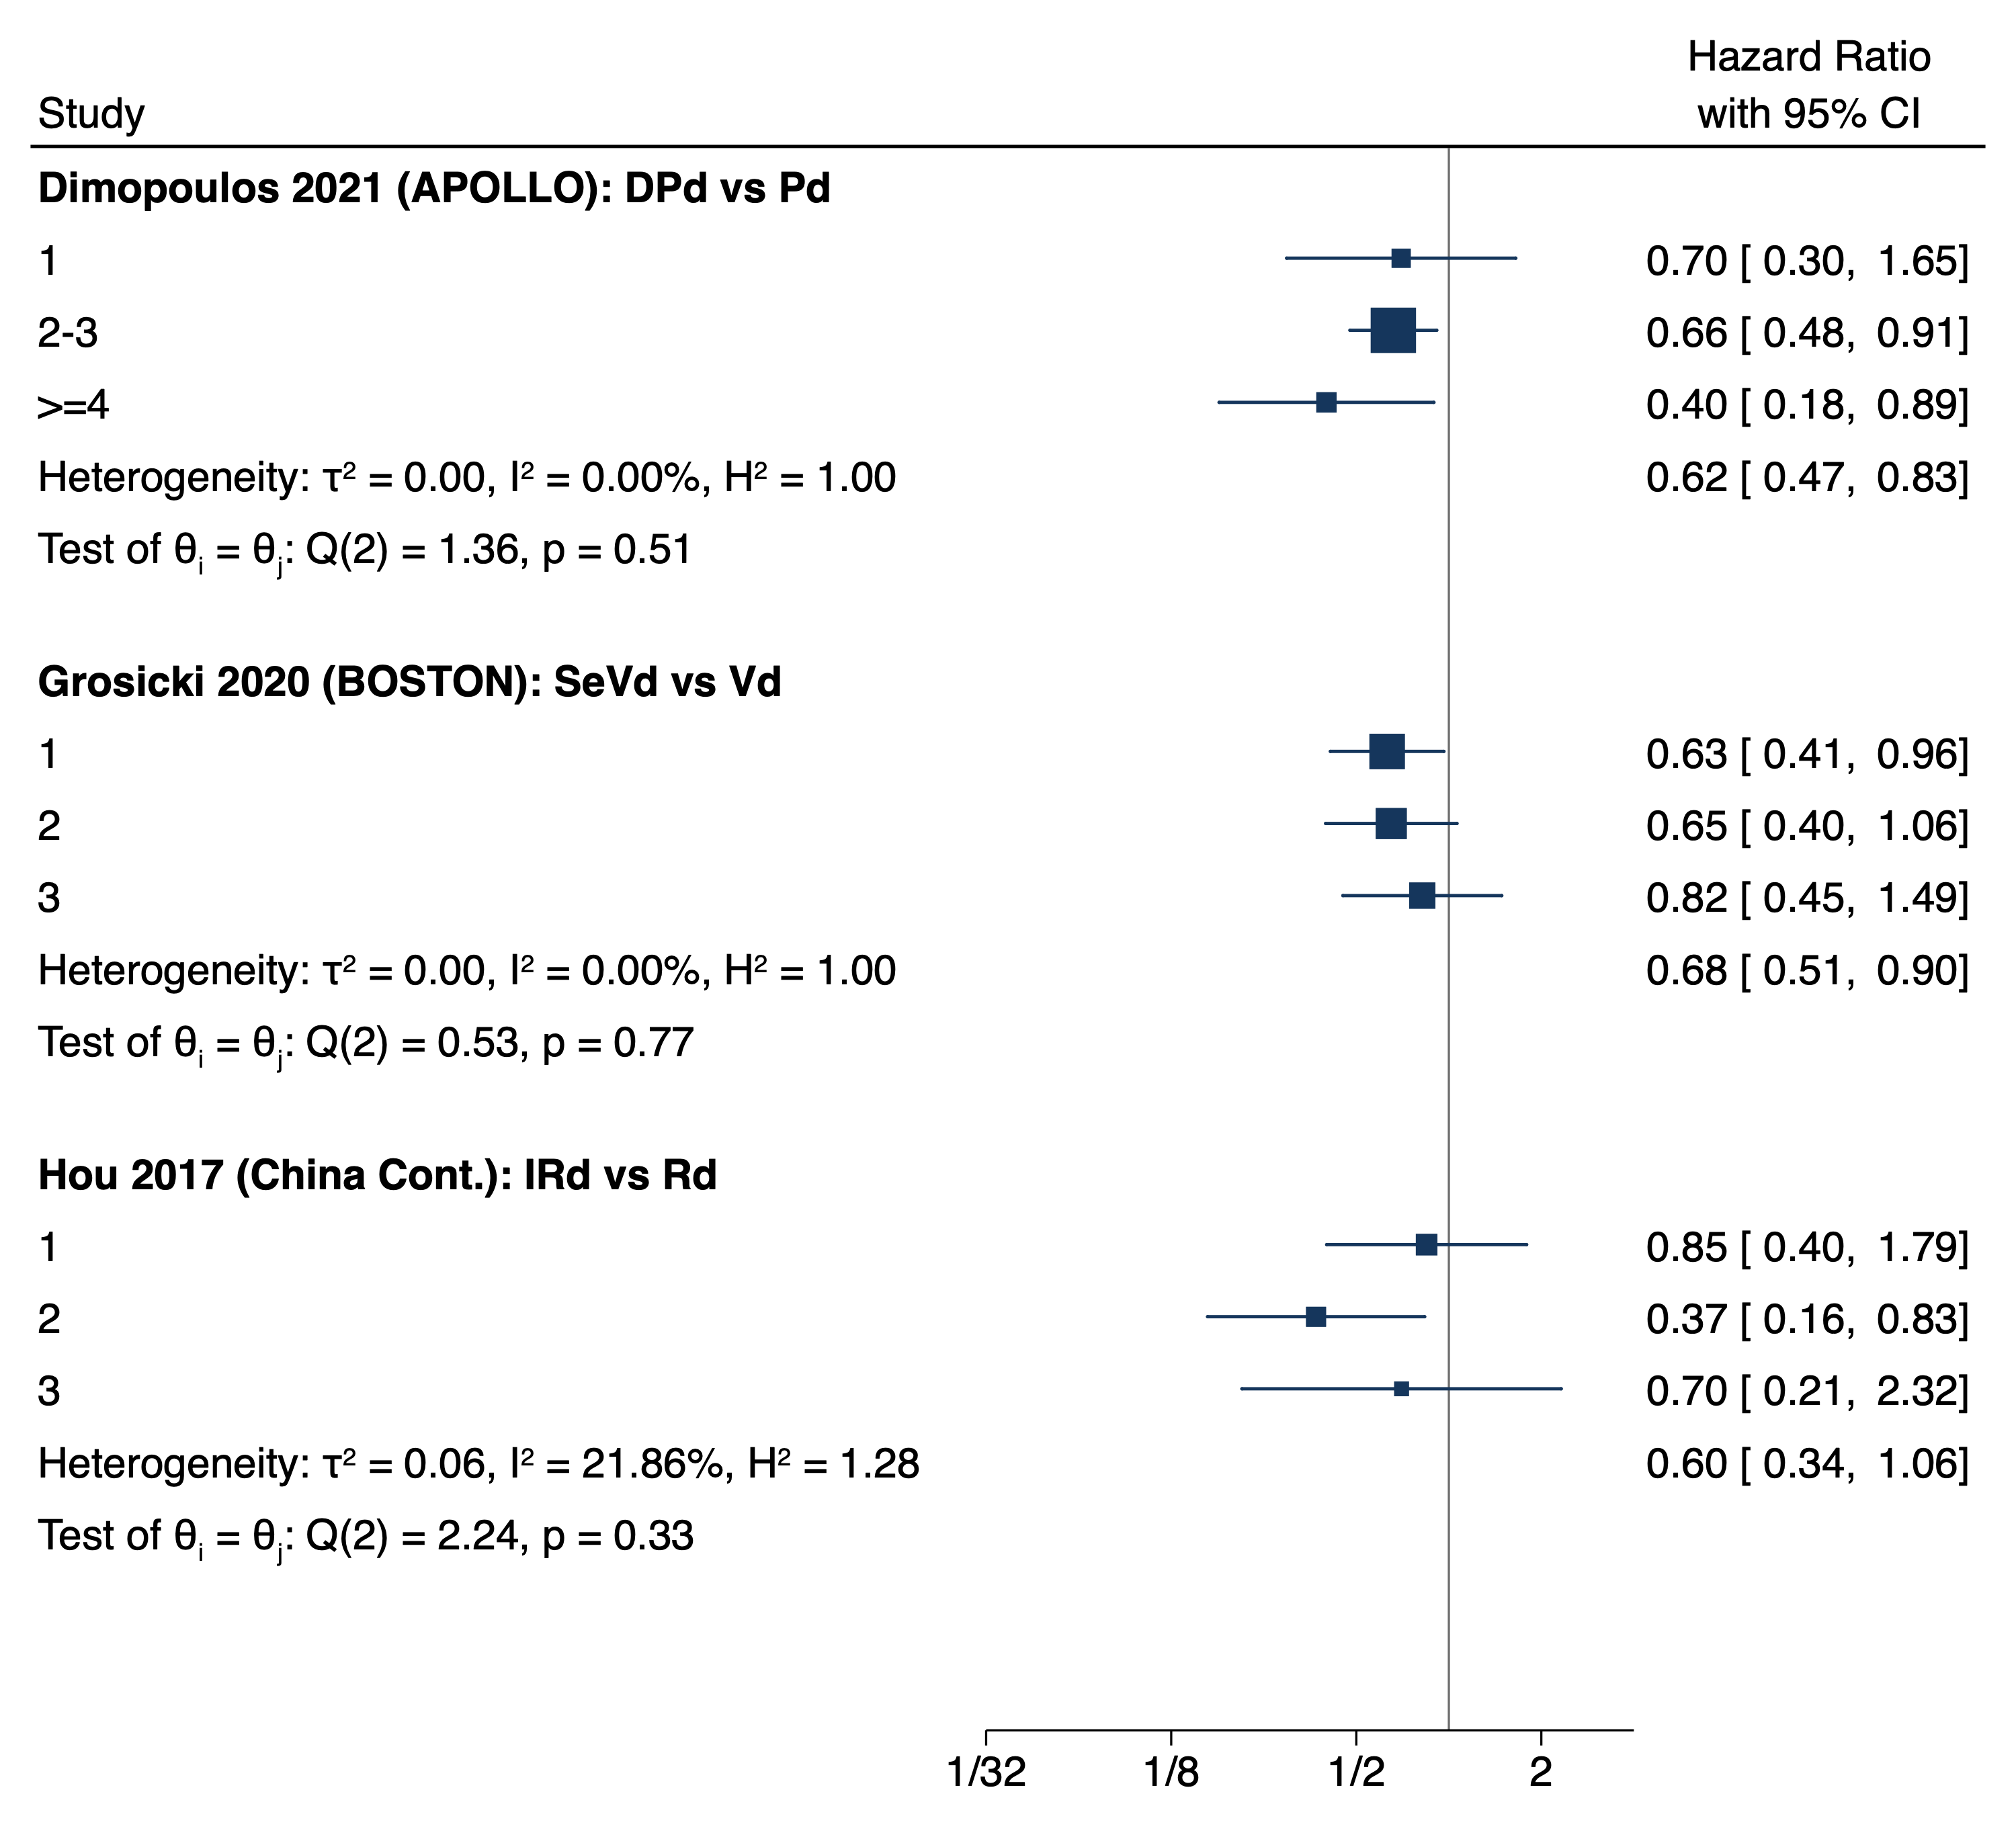 Hazard Ratio
Study with 95% CI
Dimopoulos 2021 (APOLLO): DPd vs Pd
1 0.70 [ 0.30, 1.65]
2-3 0.66 [ 0.48, 0.91]
>=4 0.40 [ 0.18, 0.89]
Heterogeneity: τ² = 0.00, I² = 0.00%, H² = 1.00 0.62 [ 0.47, 0.83]
Test of θᵢ = θⱼ: Q(2) = 1.36, p = 0.51
Grosicki 2020 (BOSTON): SeVd vs Vd
1 0.63 [ 0.41, 0.96]
2 0.65 [ 0.40, 1.06]
3 0.82 [ 0.45, 1.49]
Heterogeneity: τ² = 0.00, I² = 0.00%, H² = 1.00 0.68 [ 0.51, 0.90]
Test of θᵢ = θⱼ: Q(2) = 0.53, p = 0.77
Hou 2017 (China Cont.): IRd vs Rd
1 0.85 [ 0.40, 1.79]
2 0.37 [ 0.16, 0.83]
3 0.70 [ 0.21, 2.32]
Heterogeneity: τ² = 0.06, I² = 21.86%, H² = 1.28 0.60 [ 0.34, 1.06]
Test of θᵢ = θⱼ: Q(2) = 2.24, p = 0.33
1/32 1/8 1/2 2